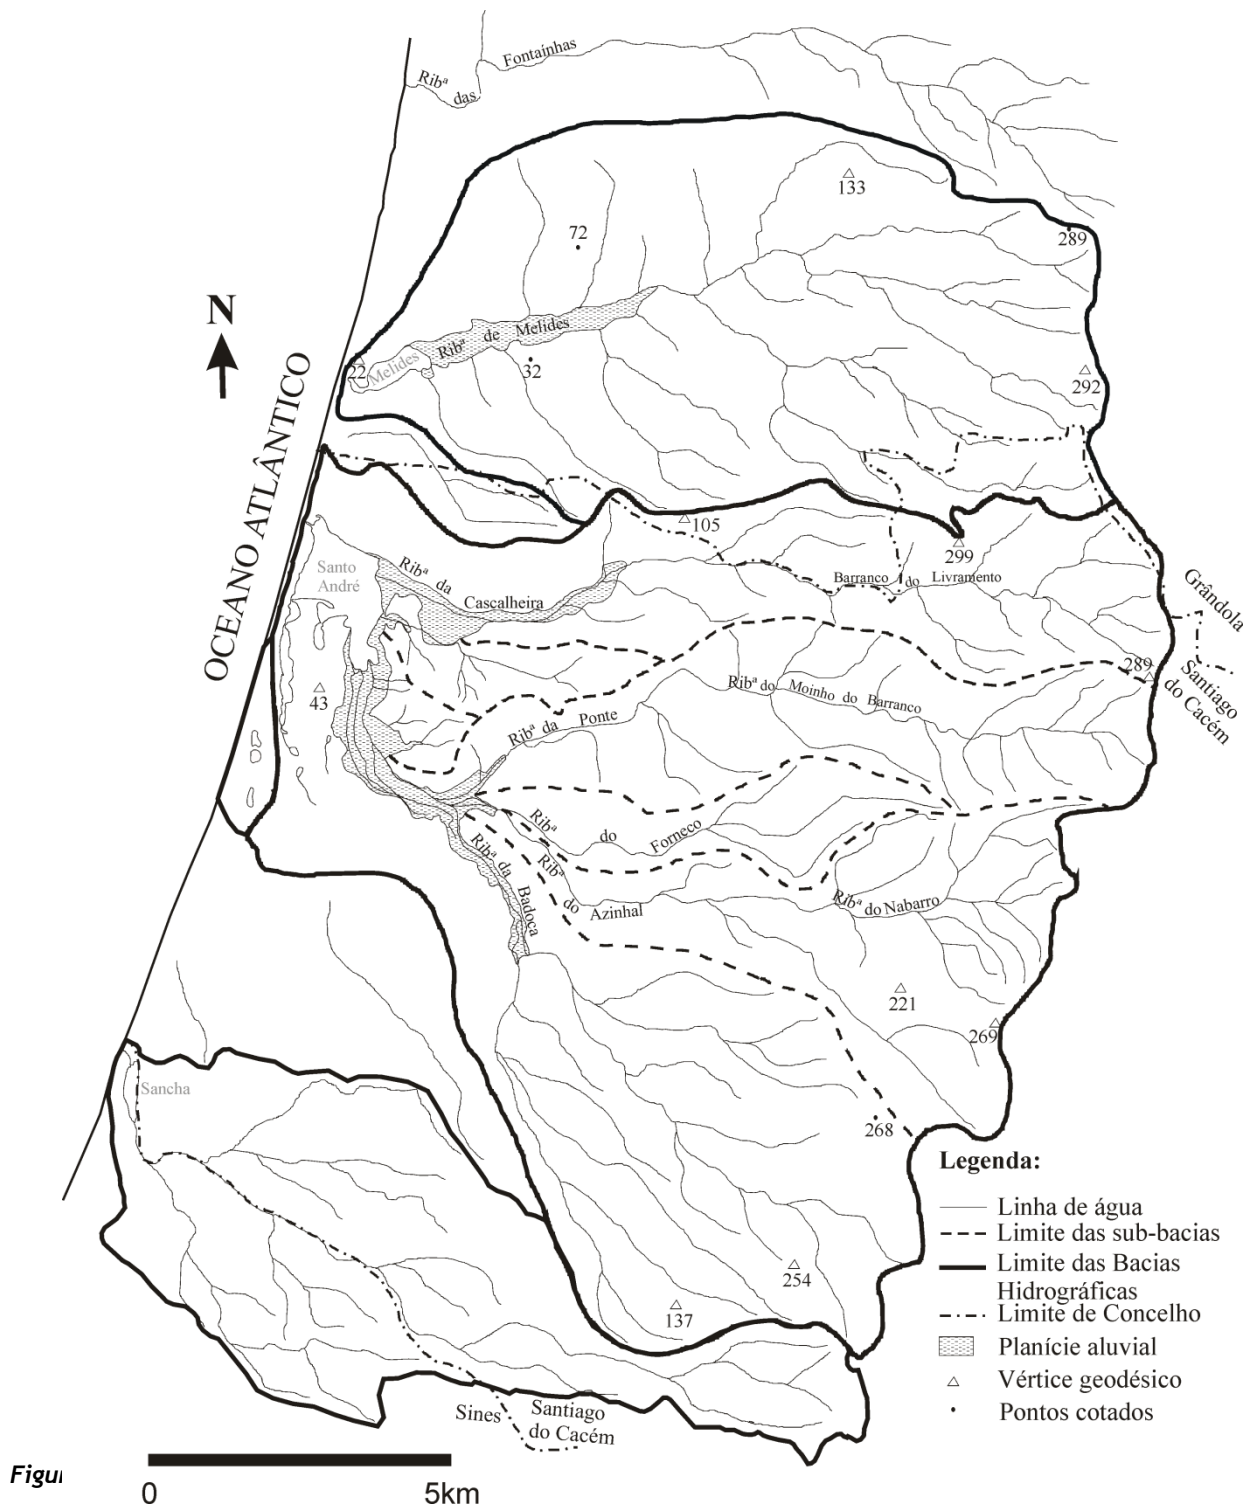 Ribª das
Fontainhas
133
72
289
N
Ribª de Melides
Melides
22
32
292
OCEANO ATLÂNTICO
105
299
Santo
André
Ribª da
Cascalheira
Barranco do Livramento
Grândola
Santiago
do Cacém
289
43
Ribª do Moinho do Barranco
Ribª da Ponte
Ribª do Forneco
Ribª da Badoca
Ribª do Azinhal
Ribª do Nabarro
221
269
Sancha
268
254
137
Legenda:
Linha de água
Limite das sub-bacias
Limite das Bacias
Hidrográficas
Limite de Concelho
Planície aluvial
Vértice geodésico
Pontos cotados
Sines
Santiago
do Cacém
0 5km